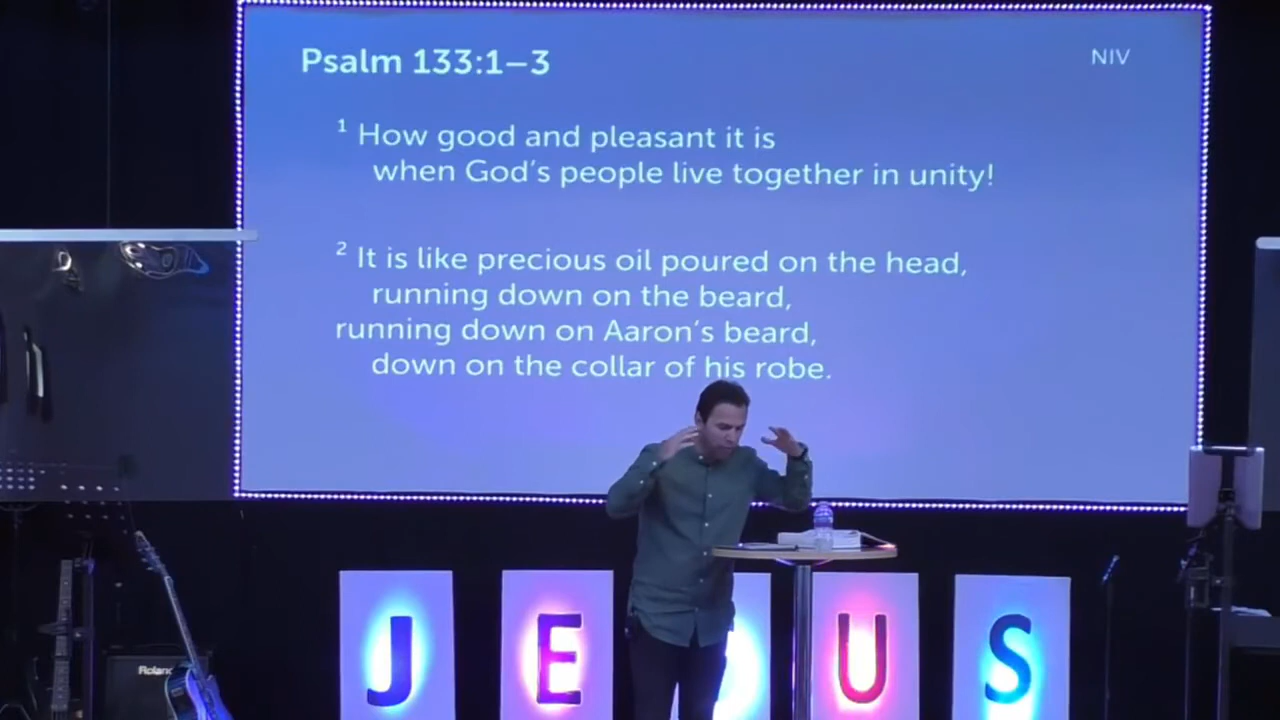 Psalm 133:1–3
NIV
1 How good and pleasant it is
when God's people live together in unity!
2 It is like precious oil poured on the head,
running down on the beard,
running down on Aaron's beard,
down on the collar of his robe.
Roland
J E U S